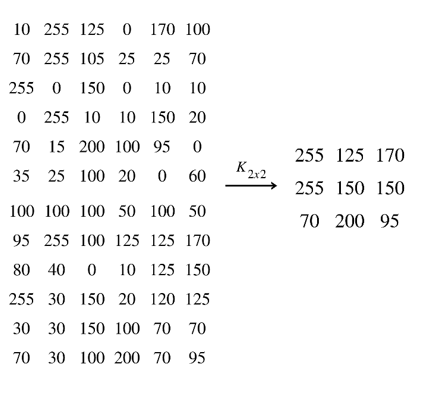 10 255 125 0 170 100
70 255 105 25 25 70
255 0 150 0 10 10
0 255 10 10 150 20
70 15 200 100 95 0
35 25 100 20 0 60
100 100 100 50 100 50
95 255 100 125 125 170
80 40 0 10 125 150
255 30 150 20 120 125
30 30 150 100 70 70
70 30 100 200 70 95
K2x2
255 125 170
255 150 150
70 200 95